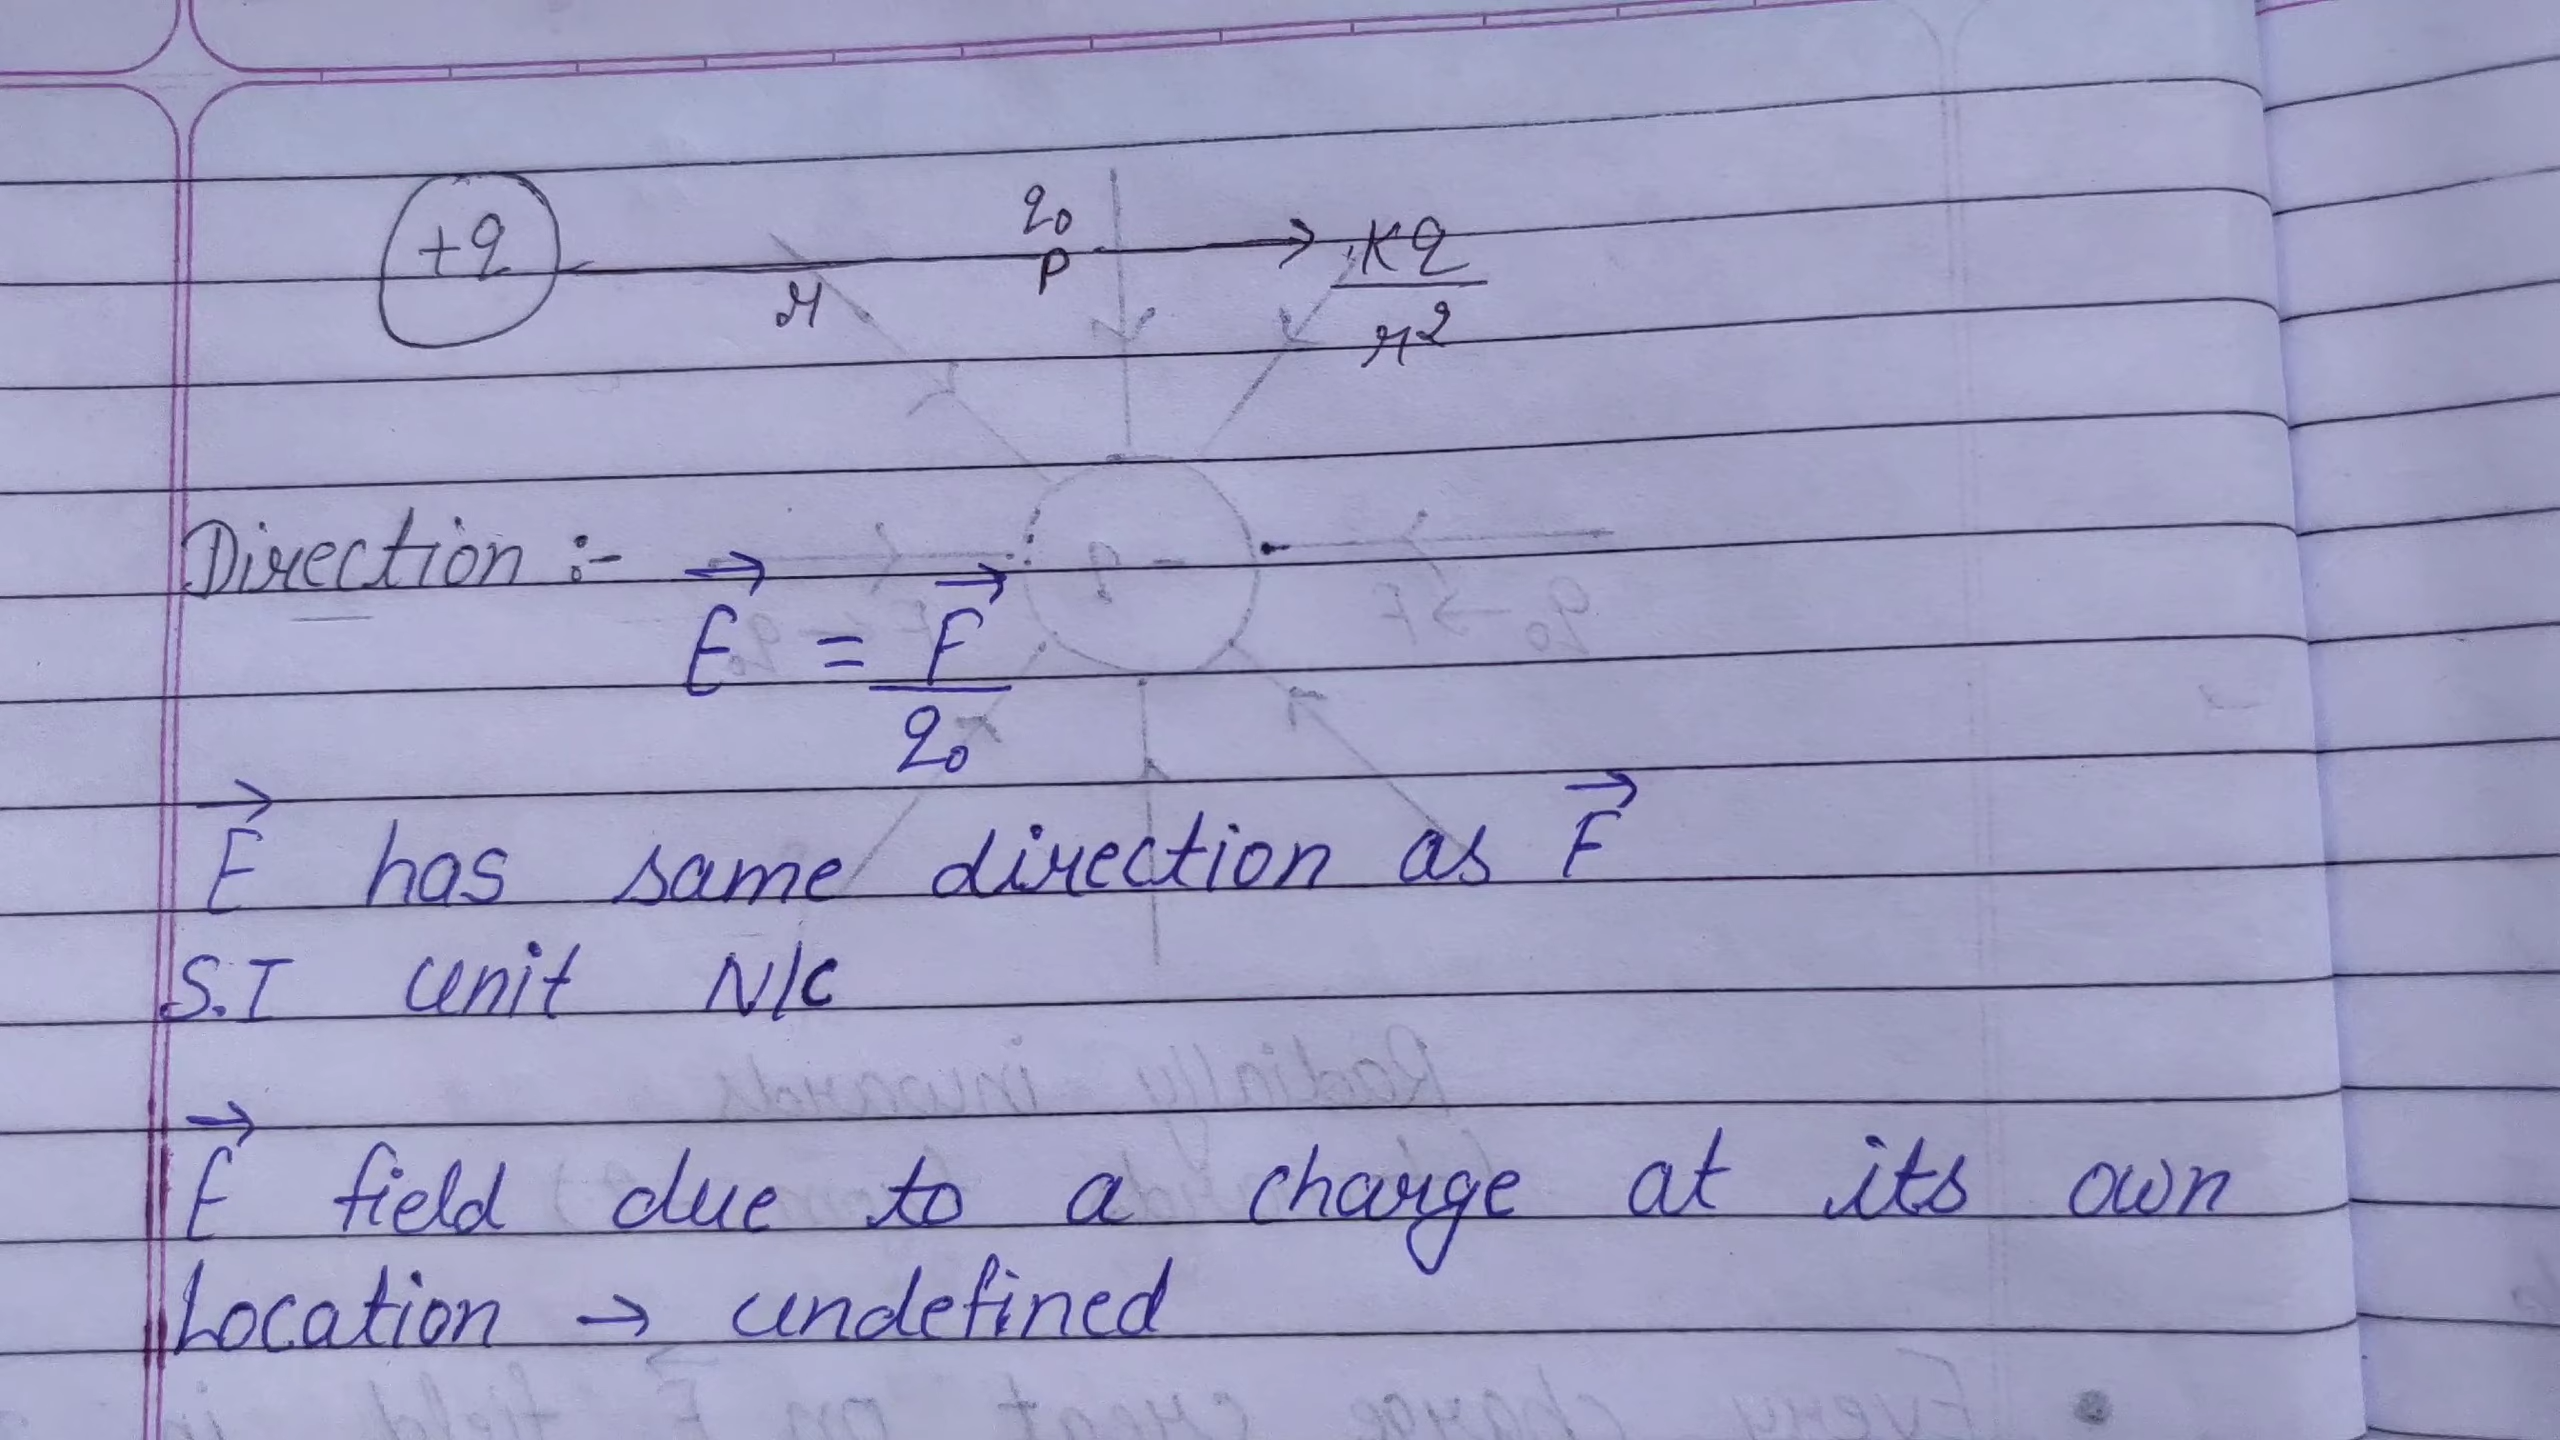 +q q₀ P r Kq/r²
Direction :- E⃗ = F⃗/q₀
E⃗ has same direction as F⃗
S.I unit N/C
E⃗ field due to a charge at its own
Location → undefined